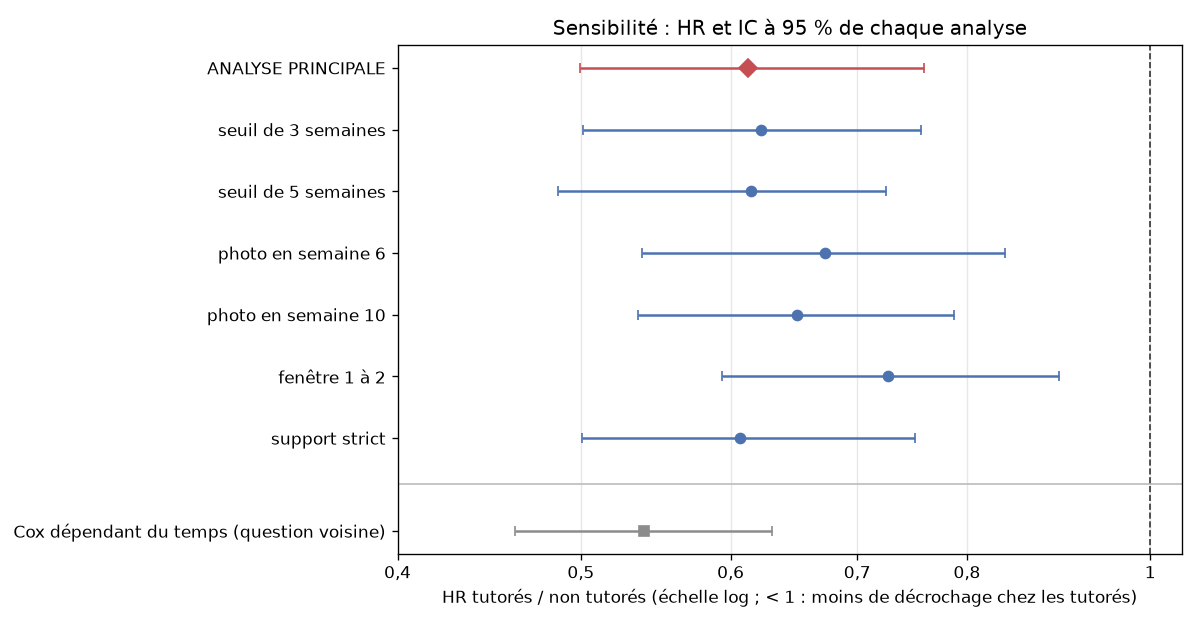 Sensibilité : HR et IC à 95 % de chaque analyse
ANALYSE PRINCIPALE
seuil de 3 semaines
seuil de 5 semaines
photo en semaine 6
photo en semaine 10
fenêtre 1 à 2
support strict
Cox dépendant du temps (question voisine)
0,4 0,5 0,6 0,7 0,8 1
HR tutorés / non tutorés (échelle log ; < 1 : moins de décrochage chez les tutorés)